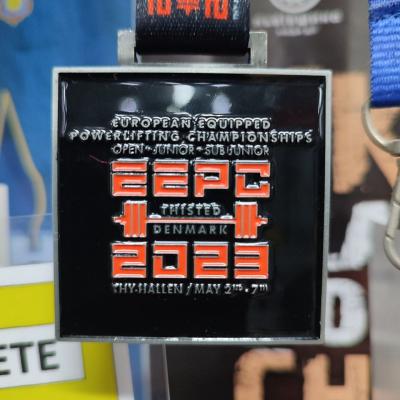 EUROPEAN EQUIPPED
POWERLIFTING CHAMPIONSHIPS
OPEN - JUNIOR - SUB JUNIOR
EEPC
THISTED
DENMARK
2023
THY-HALLEN / MAY 2ND - 7TH
ETE